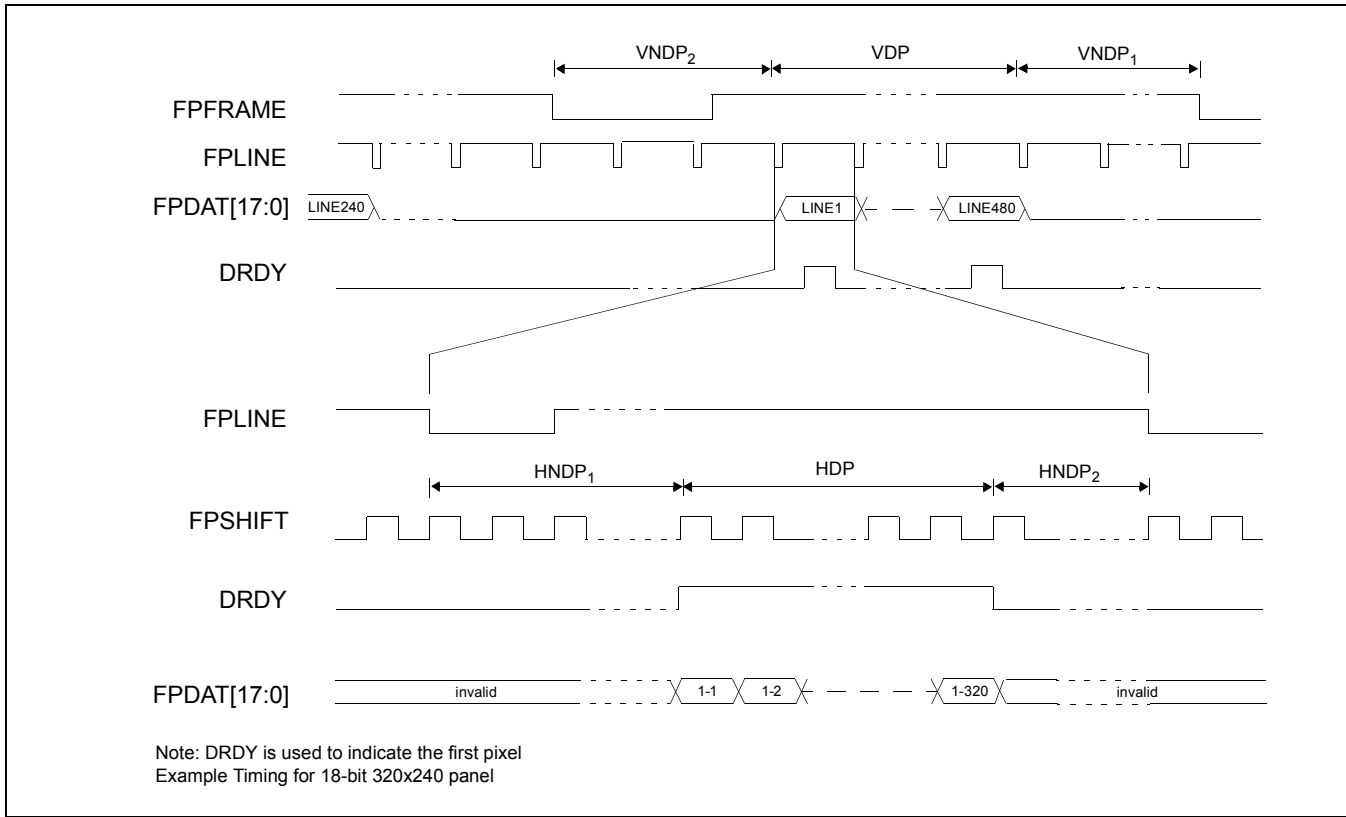 VNDP2 VDP VNDP1
FPFRAME
FPLINE
FPDAT[17:0] LINE240 LINE1 LINE480
DRDY
FPLINE
HNDP1 HDP HNDP2
FPSHIFT
DRDY
FPDAT[17:0] invalid 1-1 1-2 1-320 invalid
Note: DRDY is used to indicate the first pixel
Example Timing for 18-bit 320x240 panel